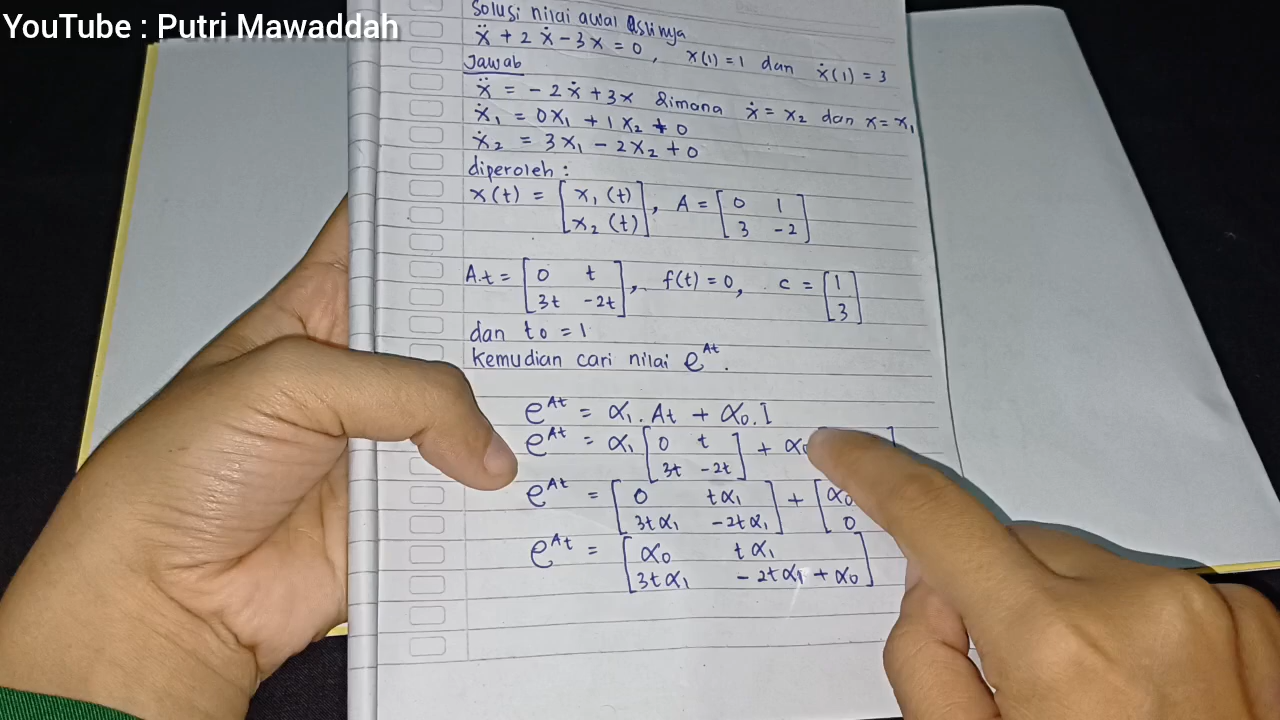 YouTube : Putri Mawaddah
Solusi nilai awal aslinya
ẍ + 2ẋ - 3x = 0, x(1) = 1 dan ẋ(1) = 3
Jawab
ẍ = -2ẋ + 3x dimana ẋ = x₂ dan x = x₁
ẋ₁ = 0x₁ + 1x₂ + 0
ẋ₂ = 3x₁ - 2x₂ + 0
diperoleh :
x(t) = [x₁(t) ; x₂(t)], A = [0 1 ; 3 -2]
A.t = [0 t ; 3t -2t], f(t) = 0, c = [1 ; 3]
dan t₀ = 1
kemudian cari nilai e^At.
e^At = α₁.At + α₀.I
e^At = α₁ [0 t ; 3t -2t] + α₀
e^At = [0 tα₁ ; 3tα₁ -2tα₁] + [α₀ ; 0
e^At = [α₀ tα₁ ; 3tα₁ -2tα₁ + α₀]